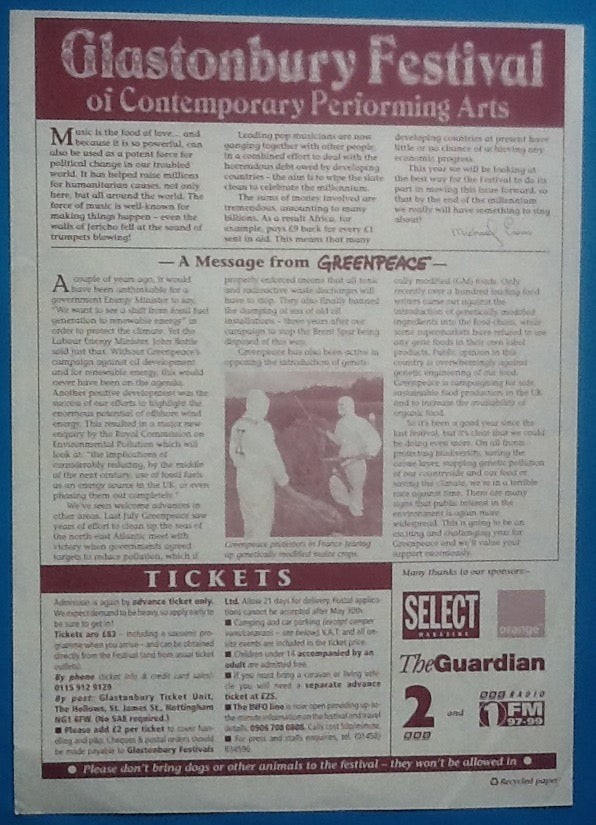 Glastonbury Festival
of Contemporary Performing Arts
Music is the food of love... and
because it is so powerful, can
also be used as a potent force for
political change in our troubled
world. It has helped raise millions
for humanitarian causes, not only
here, but all around the world. The
force of music is well-known for
making things happen – even the
walls of Jericho fell at the sound of
trumpets blowing!
Leading pop musicians are now
ganging together with other people,
in a combined effort to deal with the
horrendous debt owed by developing
countries – the aim is to wipe the slate
clean to celebrate the millennium.
The sums of money involved are
tremendous, amounting to many
billions. As a result Africa, for
example, pays £9 back for every £1
sent in aid. This means that many
developing countries at present have
little or no chance of achieving any
economic progress.
This year we will be looking at
the best way for the Festival to do its
part in moving this issue forward, so
that by the end of the millennium
we really will have something to sing
about!
Michael Eavis
— A Message from GREENPEACE —
A couple of years ago, it would
have been unthinkable for a
government Energy Minister to say,
"We want to see a shift from fossil fuel
generation to renewable energy" in
order to protect the climate. Yet the
Labour Energy Minister, John Battle
said just that. Without Greenpeace's
campaign against oil development
and for renewable energy, this would
never have been on the agenda.
Another positive development was the
success of our efforts to highlight the
enormous potential of offshore wind
energy. This resulted in a major new
enquiry by the Royal Commission on
Environmental Pollution which will
look at, "the implications of
considerably reducing, by the middle
of the next century, use of fossil fuels
as an energy source in the UK, or even
phasing them out completely."
We've seen welcome advances in
other areas. Last July Greenpeace saw
years of effort to clean up the seas of
the north-east Atlantic meet with
victory when governments agreed
targets to reduce pollution, which if
properly enforced means that all toxic
and radioactive waste discharges will
have to stop. They also finally banned
the dumping at sea of old oil
installations – three years after our
campaign to stop the Brent Spar being
disposed of this way.
Greenpeace has also been active in
opposing the introduction of geneti-
Greenpeace protesters in France tearing
up genetically modified maize crops.
cally modified (GM) foods. Only
recently over a hundred leading food
writers came out against the
introduction of genetically modified
ingredients into the food chain, while
some supermarkets have refused to use
any gene foods in their own label
products. Public opinion in this
country is overwhelmingly against
genetic engineering of our food.
Greenpeace is campaigning for safe,
sustainable food production in the UK
and to increase the availability of
organic food.
So it's been a good year since the
last festival, but it's clear that we could
be doing even more. On all fronts
protecting biodiversity, saving the
ozone layer, stopping genetic pollution
of our countryside and our food or
saving the climate, we're in a terrible
race against time. There are many
signs that public interest in the
environment is again more
widespread. This is going to be an
exciting and challenging year for
Greenpeace and we'll value your
support enormously.
TICKETS
Admission is again by advance ticket only.
We expect demand to be heavy, so apply early to
be sure to get in!
Tickets are £83 – including a souvenir pro-
gramme when you arrive – and can be obtained
directly from the Festival (and from usual ticket
outlets):
By phone (ticket info & credit card sales)
0115 912 9129
By post: Glastonbury Ticket Unit,
The Hollows, St. James St., Nottingham
NG1 6FW. (No SAE required.)
■ Please add £2 per ticket to cover han-
dling and p&p. Cheques & postal orders should
be made payable to Glastonbury Festivals
Ltd. Allow 21 days for delivery. Postal applica-
tions cannot be accepted after May 30th.
■ Camping and car parking (except camper
vans/caravans – see below), V.A.T. and all on-
site events are included in the ticket price.
■ Children under 14 accompanied by an
adult are admitted free.
■ If you must bring a caravan or living vehi-
cle you will need a separate advance
ticket at £25.
■ The INFO line is now open providing up-to-
the-minute information on the festival and travel
details. 0906 708 0808. Calls cost 50p/minute.
■ For press and stalls enquiries, tel. (01458)
834596
Many thanks to our sponsors:–
SELECT
MAGAZINE
orange
The Guardian
2
BBC
and
BBC RADIO
1FM
97-99
● Please don't bring dogs or other animals to the festival – they won't be allowed in ●
Recycled paper